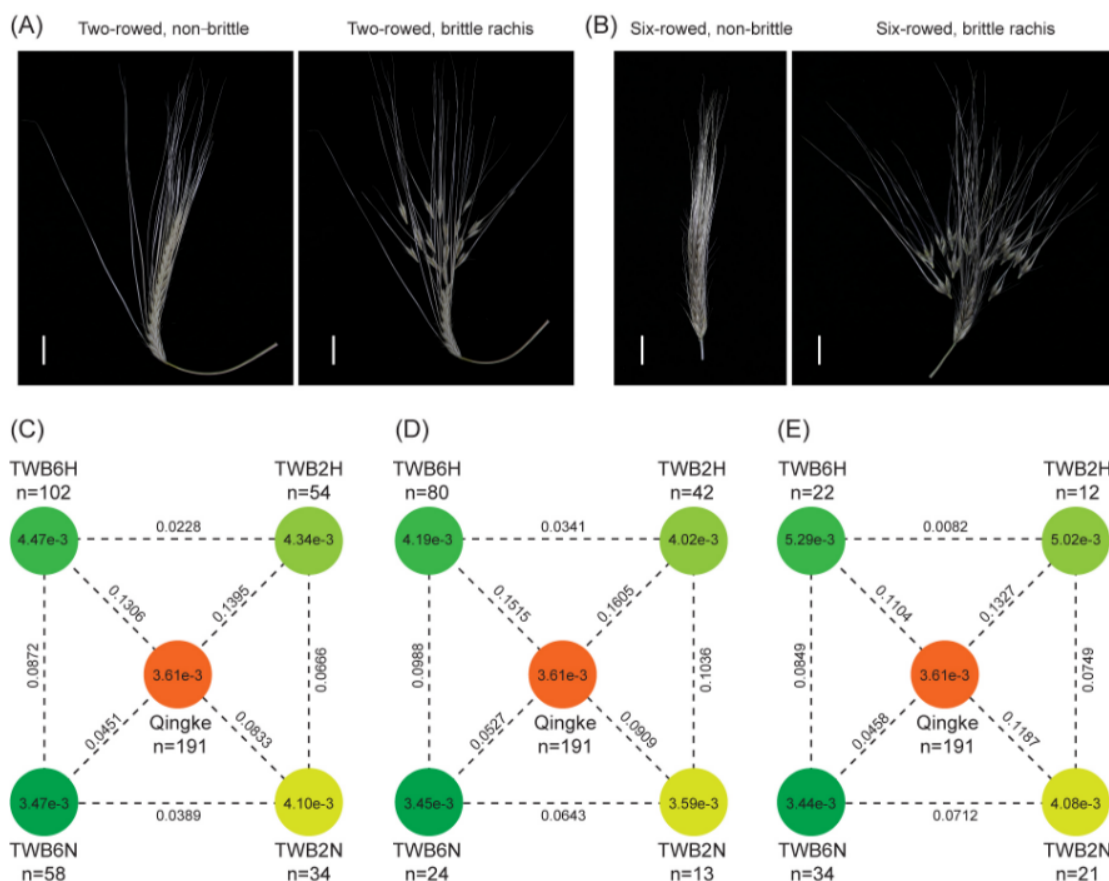 (A)
Two-rowed, non-brittle
Two-rowed, brittle rachis
(B)
Six-rowed, non-brittle
Six-rowed, brittle rachis
(C)
TWB6H
n=102
TWB2H
n=54
4.47e-3
0.0228
4.34e-3
0.1306
0.1395
0.0872
0.0666
3.61e-3
Qingke
n=191
0.0451
0.0833
3.47e-3
0.0389
4.10e-3
TWB6N
n=58
TWB2N
n=34
(D)
TWB6H
n=80
TWB2H
n=42
4.19e-3
0.0341
4.02e-3
0.1515
0.1605
0.0988
0.1036
3.61e-3
Qingke
n=191
0.0527
0.0909
3.45e-3
0.0643
3.59e-3
TWB6N
n=24
TWB2N
n=13
(E)
TWB6H
n=22
TWB2H
n=12
5.29e-3
0.0082
5.02e-3
0.1104
0.1327
0.0849
0.0749
3.61e-3
Qingke
n=191
0.0458
0.1187
3.44e-3
0.0712
4.08e-3
TWB6N
n=34
TWB2N
n=21